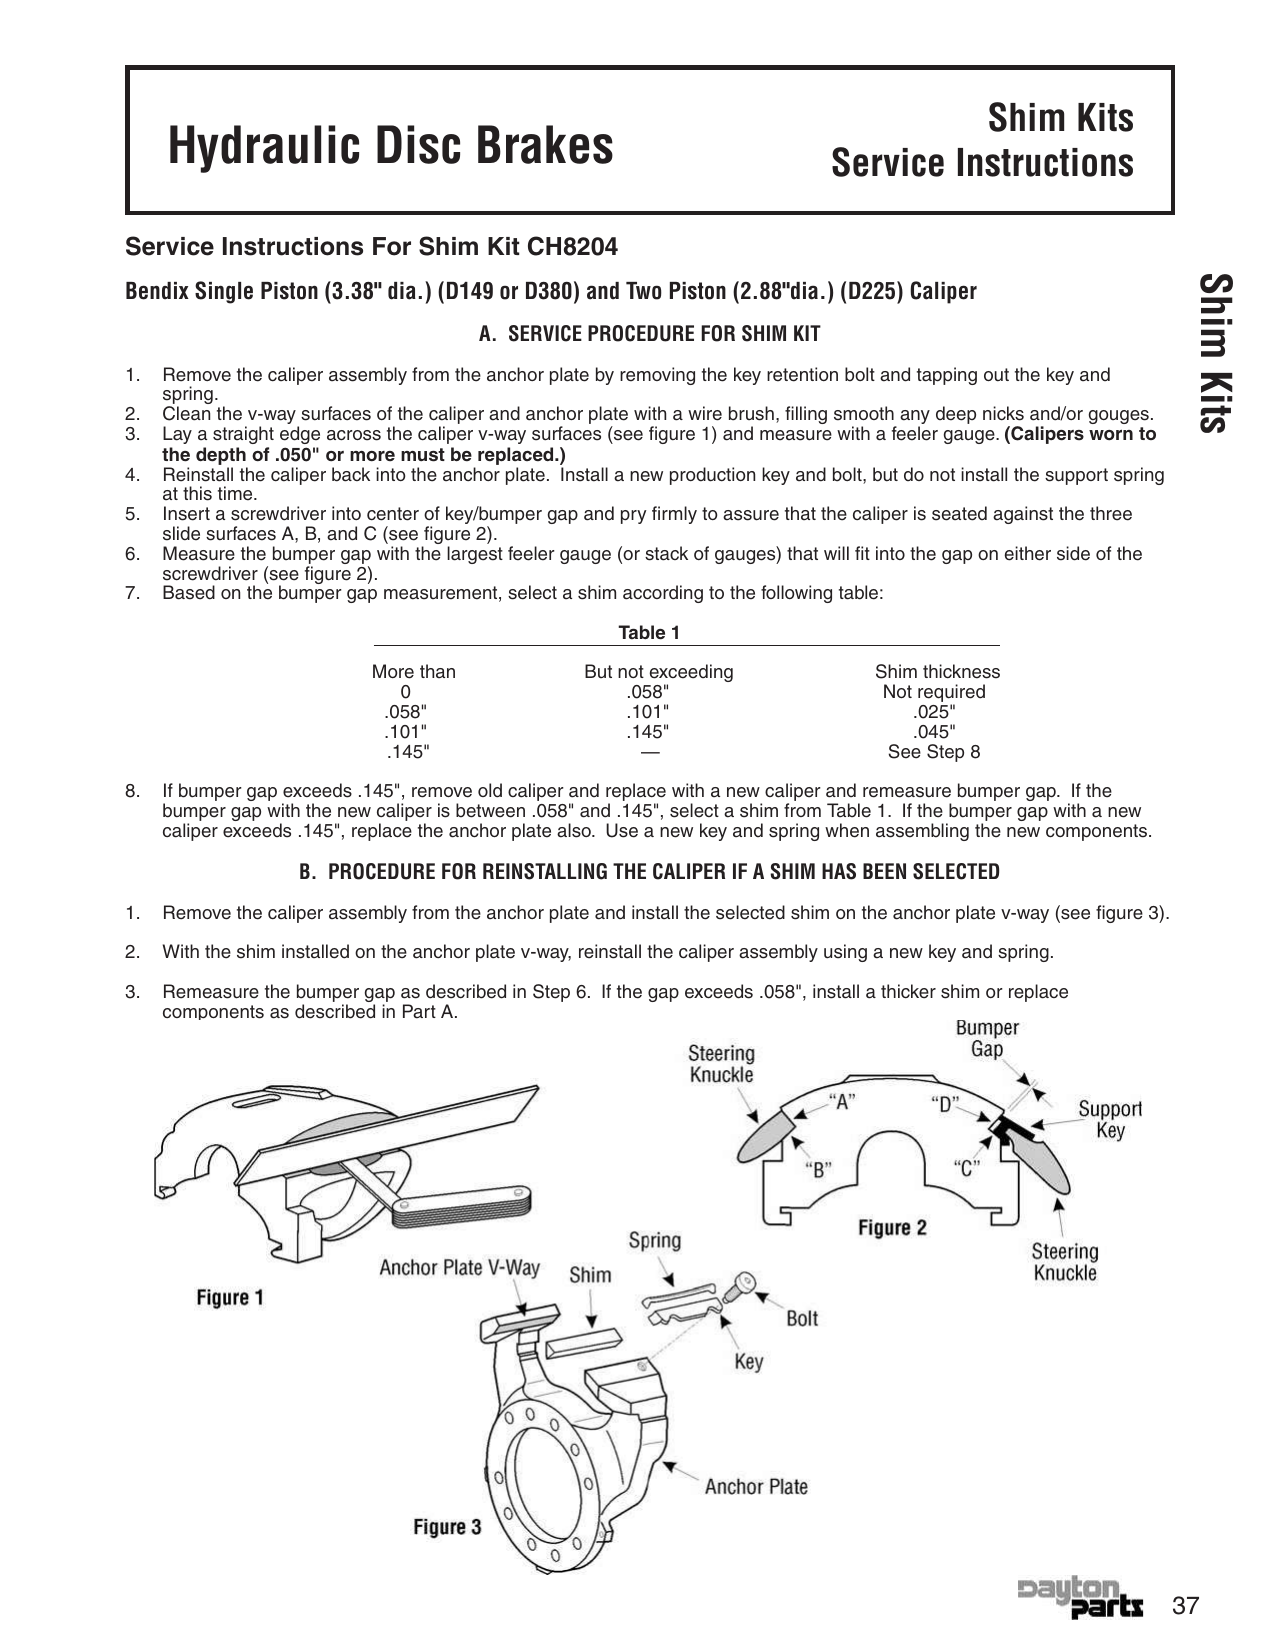 Hydraulic Disc Brakes
Shim Kits
Service Instructions
Shim Kits
Service Instructions For Shim Kit CH8204
Bendix Single Piston (3.38" dia.) (D149 or D380) and Two Piston (2.88"dia.) (D225) Caliper
A. SERVICE PROCEDURE FOR SHIM KIT
1. Remove the caliper assembly from the anchor plate by removing the key retention bolt and tapping out the key and
spring.
2. Clean the v-way surfaces of the caliper and anchor plate with a wire brush, filling smooth any deep nicks and/or gouges.
3. Lay a straight edge across the caliper v-way surfaces (see figure 1) and measure with a feeler gauge. (Calipers worn to
the depth of .050" or more must be replaced.)
4. Reinstall the caliper back into the anchor plate. Install a new production key and bolt, but do not install the support spring
at this time.
5. Insert a screwdriver into center of key/bumper gap and pry firmly to assure that the caliper is seated against the three
slide surfaces A, B, and C (see figure 2).
6. Measure the bumper gap with the largest feeler gauge (or stack of gauges) that will fit into the gap on either side of the
screwdriver (see figure 2).
7. Based on the bumper gap measurement, select a shim according to the following table:
Table 1
More than But not exceeding Shim thickness
0 .058" Not required
.058" .101" .025"
.101" .145" .045"
.145" — See Step 8
8. If bumper gap exceeds .145", remove old caliper and replace with a new caliper and remeasure bumper gap. If the
bumper gap with the new caliper is between .058" and .145", select a shim from Table 1. If the bumper gap with a new
caliper exceeds .145", replace the anchor plate also. Use a new key and spring when assembling the new components.
B. PROCEDURE FOR REINSTALLING THE CALIPER IF A SHIM HAS BEEN SELECTED
1. Remove the caliper assembly from the anchor plate and install the selected shim on the anchor plate v-way (see figure 3).
2. With the shim installed on the anchor plate v-way, reinstall the caliper assembly using a new key and spring.
3. Remeasure the bumper gap as described in Step 6. If the gap exceeds .058", install a thicker shim or replace
components as described in Part A.
Bumper
Gap
Steering
Knuckle
“A”
“D”
Support
Key
“B”
“C”
Figure 2
Steering
Knuckle
Figure 1
Anchor Plate V-Way
Shim
Spring
Bolt
Key
Anchor Plate
Figure 3
Dayton
parts
37